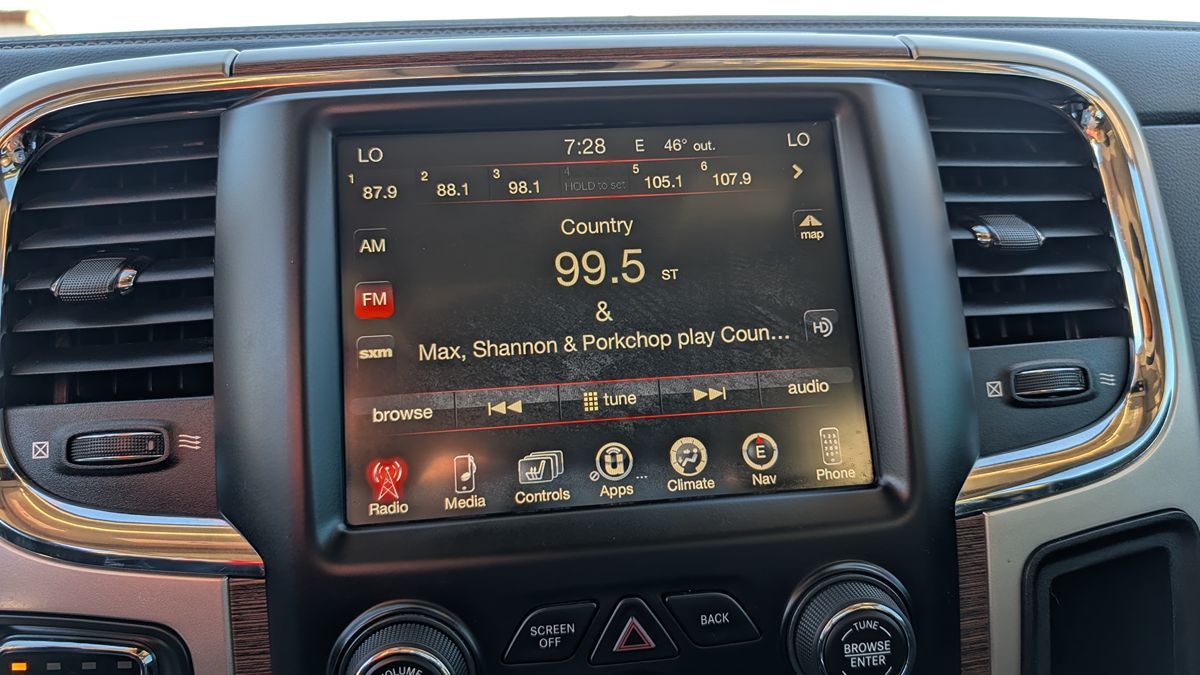 LO 7:28 E 46° out. LO
1 87.9 2 88.1 3 98.1 4 HOLD to set 5 105.1 6 107.9 >
Country
map
AM
99.5 ST
FM
&
HD
sxm
Max, Shannon & Porkchop play Coun...
browse tune audio
Radio Media Controls Apps ... Climate E Nav Phone
SCREEN OFF
BACK
VOLUME
TUNE
BROWSE
ENTER